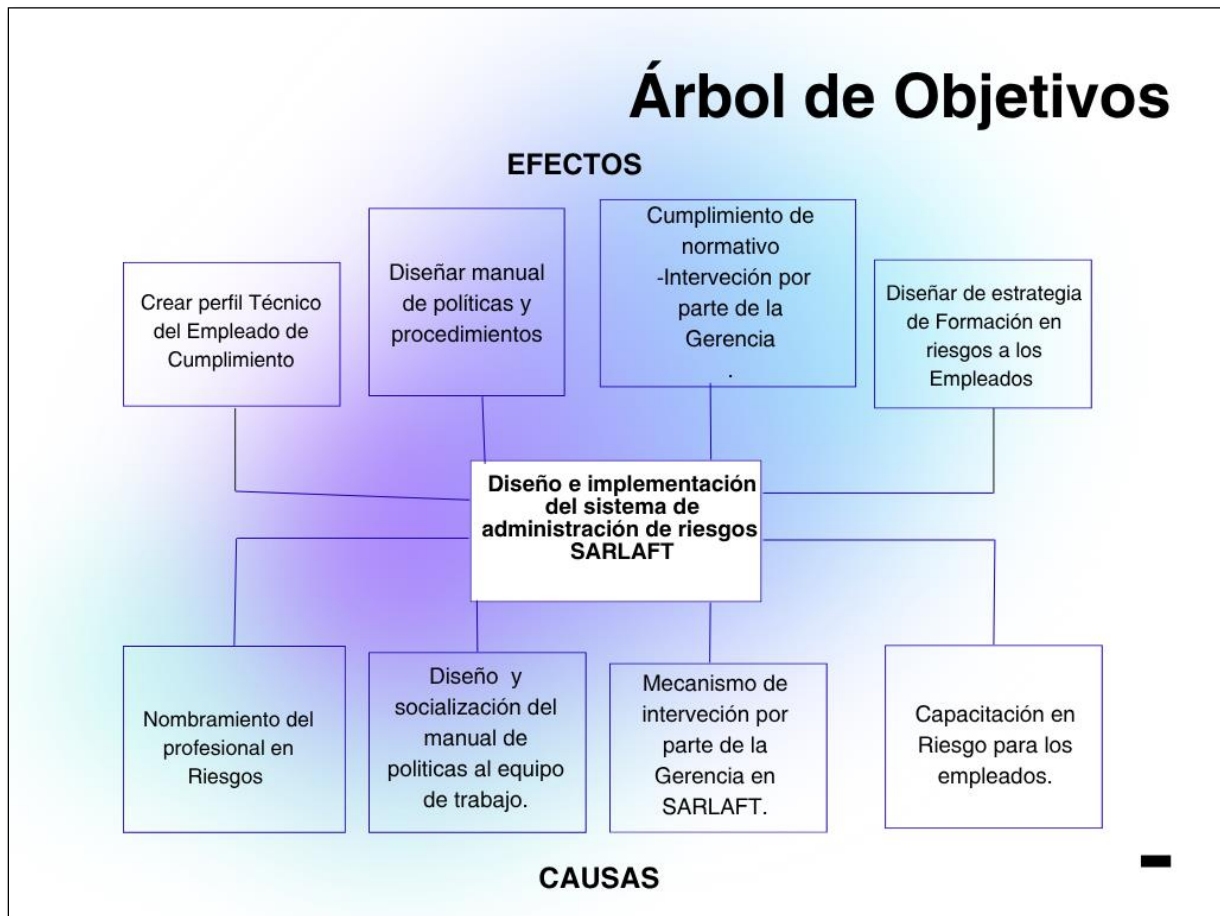 Árbol de Objetivos
EFECTOS
Crear perfil Técnico
del Empleado de
Cumplimiento
Diseñar manual
de políticas y
procedimientos
Cumplimiento de
normativo
-Interveción por
parte de la
Gerencia
.
Diseñar de estrategia
de Formación en
riesgos a los
Empleados
Diseño e implementación
del sistema de
administración de riesgos
SARLAFT
Nombramiento del
profesional en
Riesgos
Diseño y
socialización del
manual de
politicas al equipo
de trabajo.
Mecanismo de
interveción por
parte de la
Gerencia en
SARLAFT.
Capacitación en
Riesgo para los
empleados.
CAUSAS